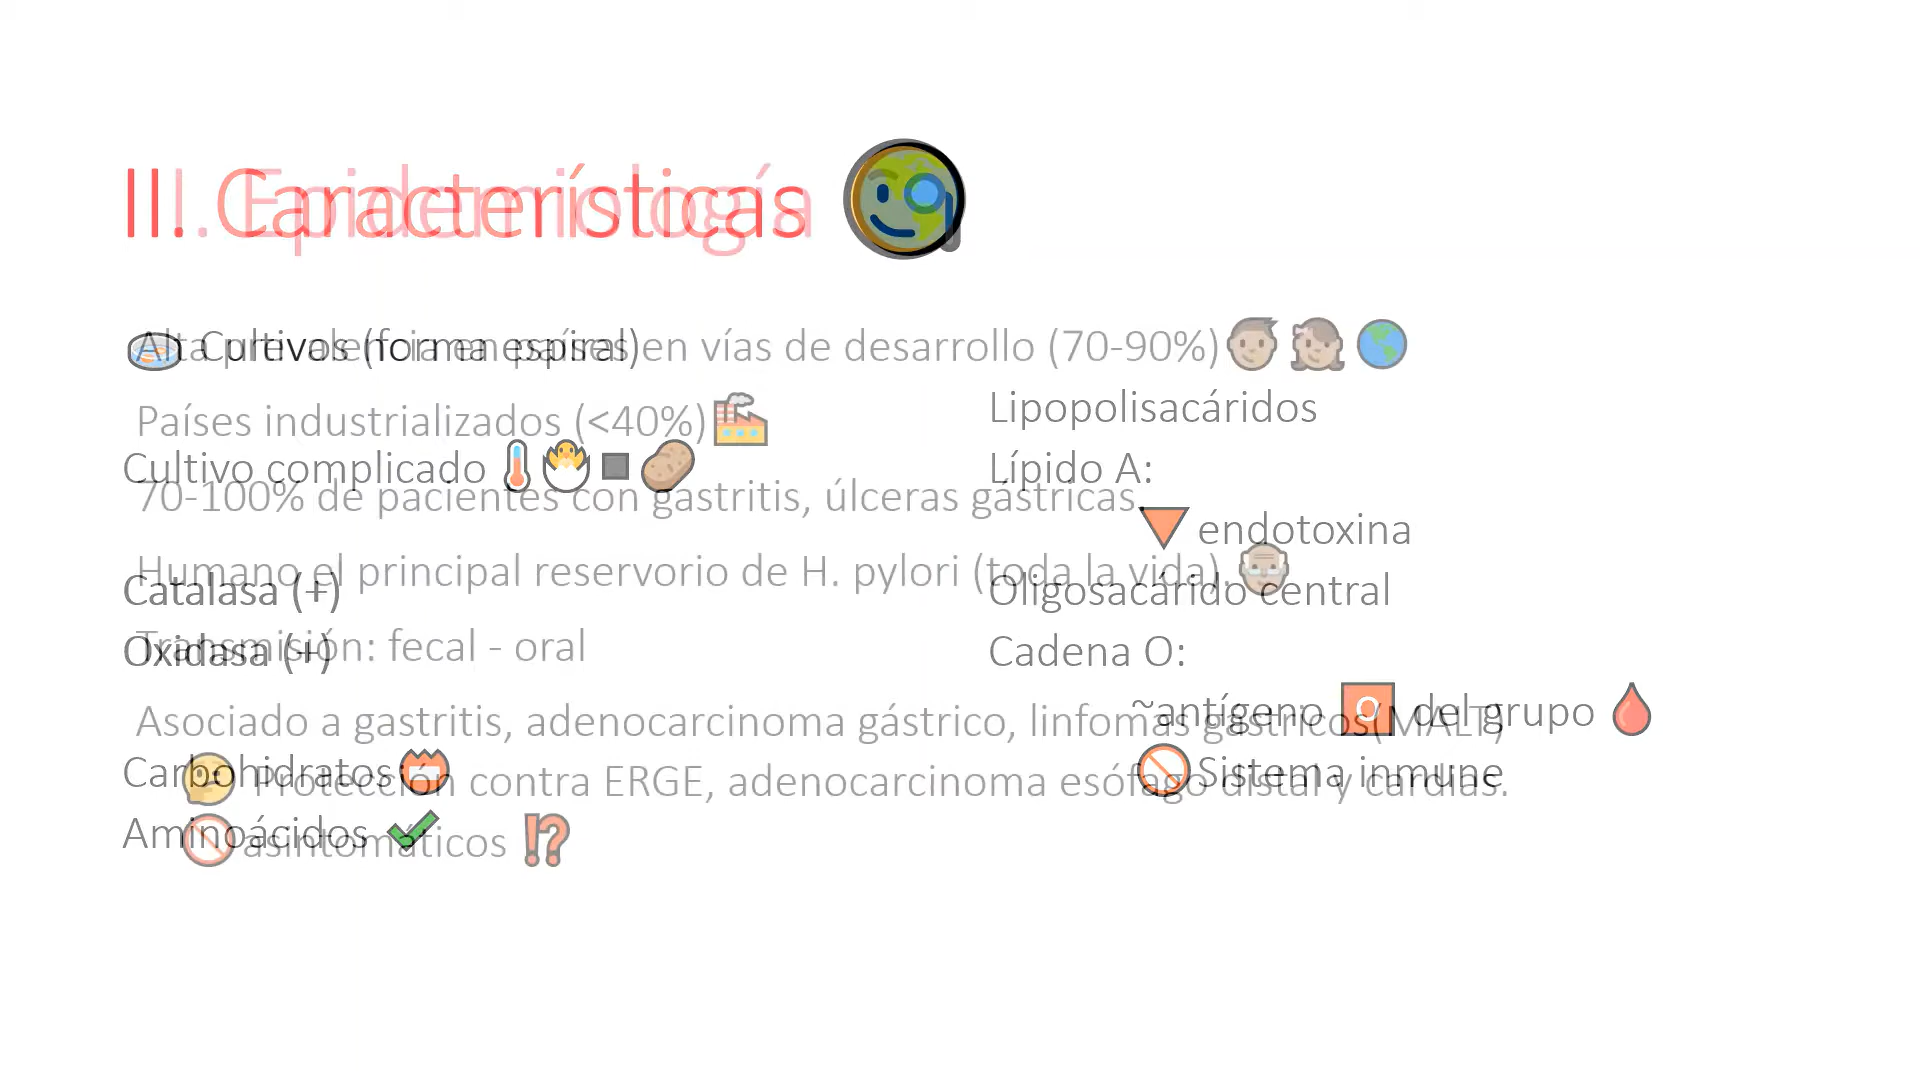 II. Características
III. Epidemiología
Cultivos (forma espiral)
Cultivo complicado
Catalasa (+)
Oxidasa (+)
Carbohidratos
Aminoácidos
Lipopolisacáridos
Lípido A:
endotoxina
Oligosacárido central
Cadena O:
~antígeno O del grupo
Sistema inmune
Alta prevalencia en países en vías de desarrollo (70-90%)
Países industrializados (<40%)
70-100% de pacientes con gastritis, úlceras gástricas.
Humano el principal reservorio de H. pylori (toda la vida).
Transmisión: fecal - oral
Asociado a gastritis, adenocarcinoma gástrico, linfomas gástricos(MALT)
Protección contra ERGE, adenocarcinoma esófago distal y cardias.
asintomáticos